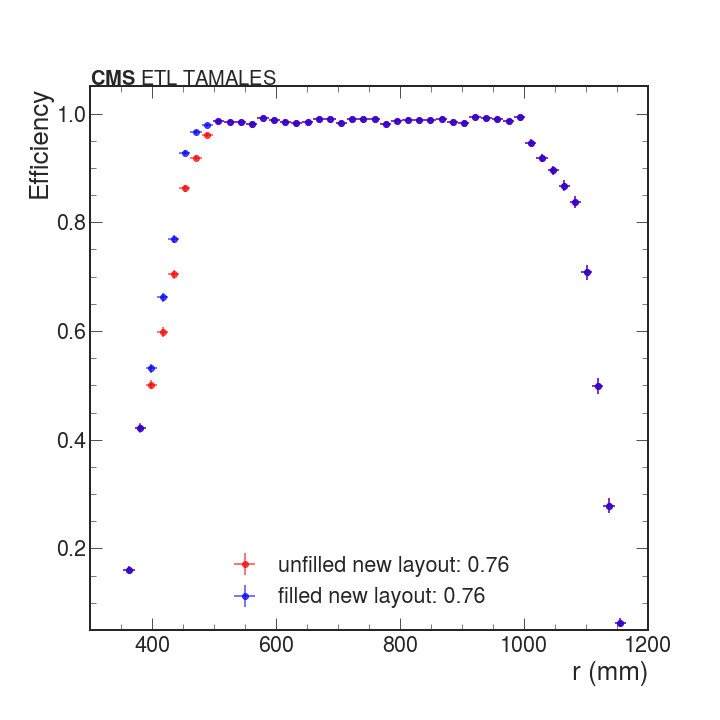 CMS ETL TAMALES
Efficiency
1.0
0.8
0.6
0.4
0.2
unfilled new layout: 0.76
filled new layout: 0.76
400 600 800 1000 1200
r (mm)